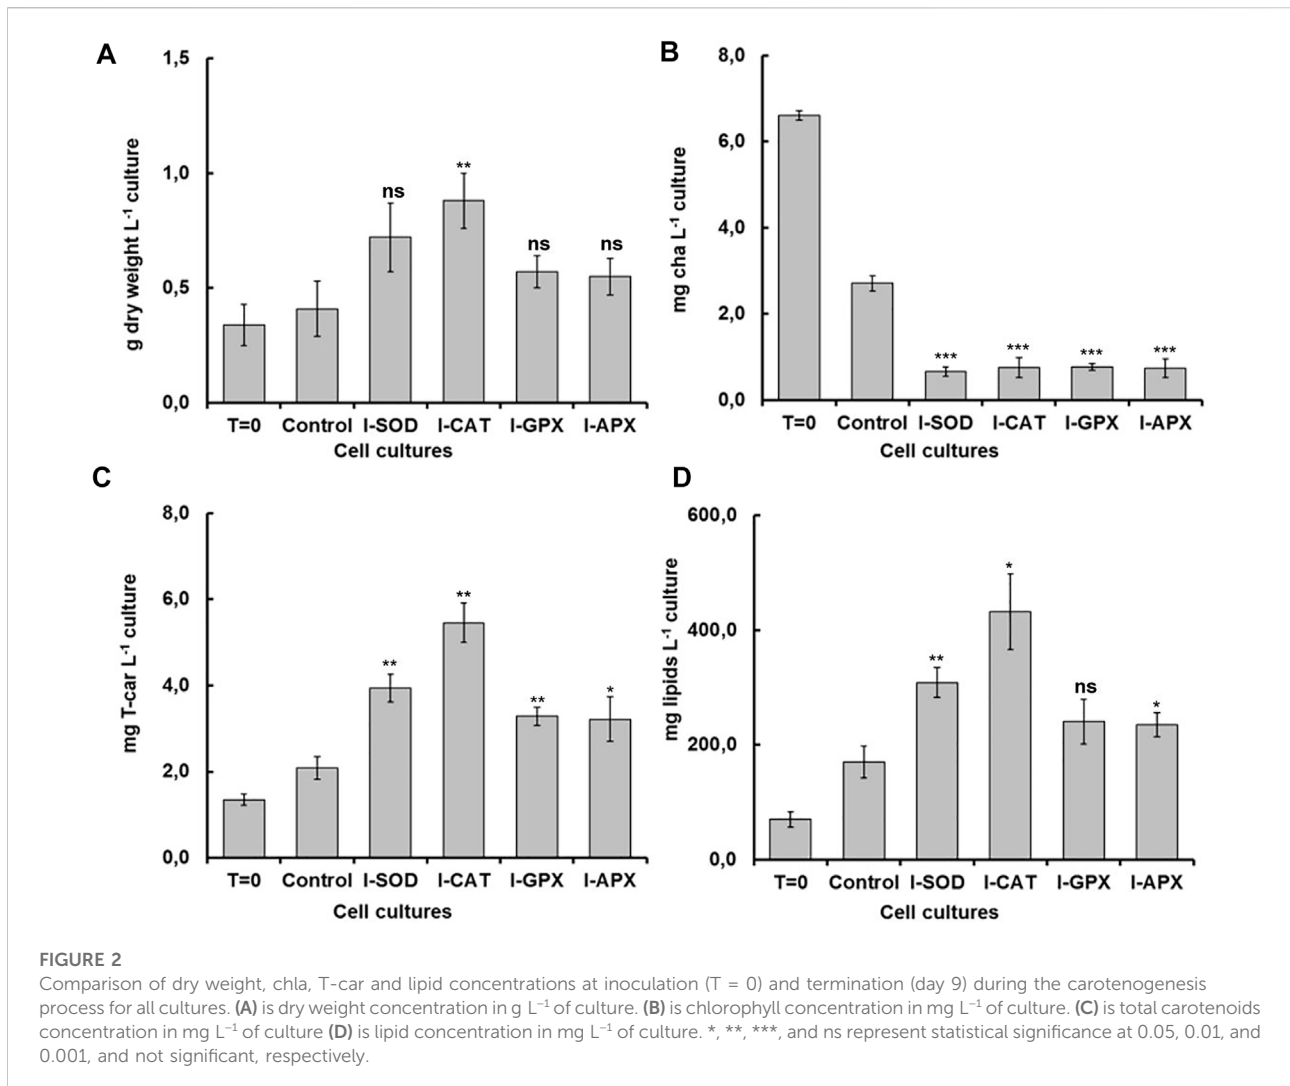 A
1,5
1,0
0,5
0,0
g dry weight L⁻¹ culture
ns
**
ns
ns
T=0 Control I-SOD I-CAT I-GPX I-APX
Cell cultures
B
8,0
6,0
4,0
2,0
0,0
mg cha L⁻¹ culture
***
***
***
***
T=0 Control I-SOD I-CAT I-GPX I-APX
Cell cultures
C
8,0
6,0
4,0
2,0
0,0
mg T-car L⁻¹ culture
**
**
**
*
T=0 Control I-SOD I-CAT I-GPX I-APX
Cell cultures
D
600,0
400,0
200,0
0,0
mg lipids L⁻¹ culture
**
*
ns
*
T=0 Control I-SOD I-CAT I-GPX I-APX
Cell cultures
FIGURE 2
Comparison of dry weight, chla, T-car and lipid concentrations at inoculation (T = 0) and termination (day 9) during the carotenogenesis
process for all cultures. (A) is dry weight concentration in g L⁻¹ of culture. (B) is chlorophyll concentration in mg L⁻¹ of culture. (C) is total carotenoids
concentration in mg L⁻¹ of culture (D) is lipid concentration in mg L⁻¹ of culture. *, **, ***, and ns represent statistical significance at 0.05, 0.01, and
0.001, and not significant, respectively.